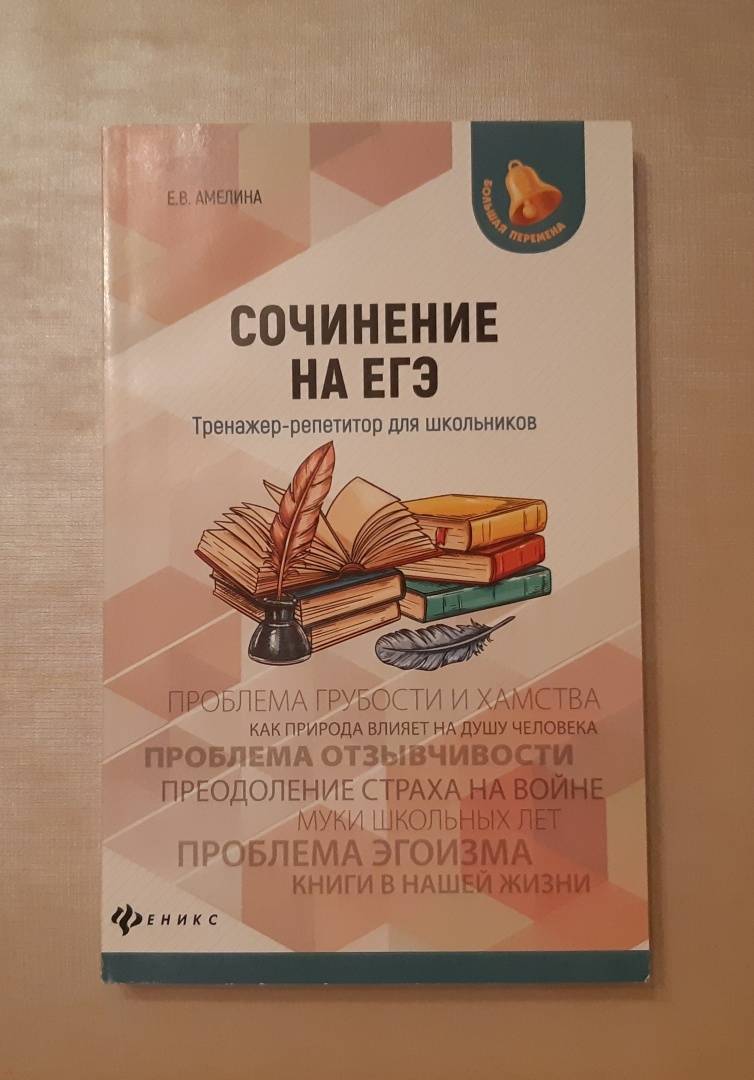 Е.В. АМЕЛИНА
БОЛЬШАЯ ПЕРЕМЕНА
СОЧИНЕНИЕ
НА ЕГЭ
Тренажер-репетитор для школьников
ПРОБЛЕМА ГРУБОСТИ И ХАМСТВА
КАК ПРИРОДА ВЛИЯЕТ НА ДУШУ ЧЕЛОВЕКА
ПРОБЛЕМА ОТЗЫВЧИВОСТИ
ПРЕОДОЛЕНИЕ СТРАХА НА ВОЙНЕ
МУКИ ШКОЛЬНЫХ ЛЕТ
ПРОБЛЕМА ЭГОИЗМА
КНИГИ В НАШЕЙ ЖИЗНИ
ФЕНИКС